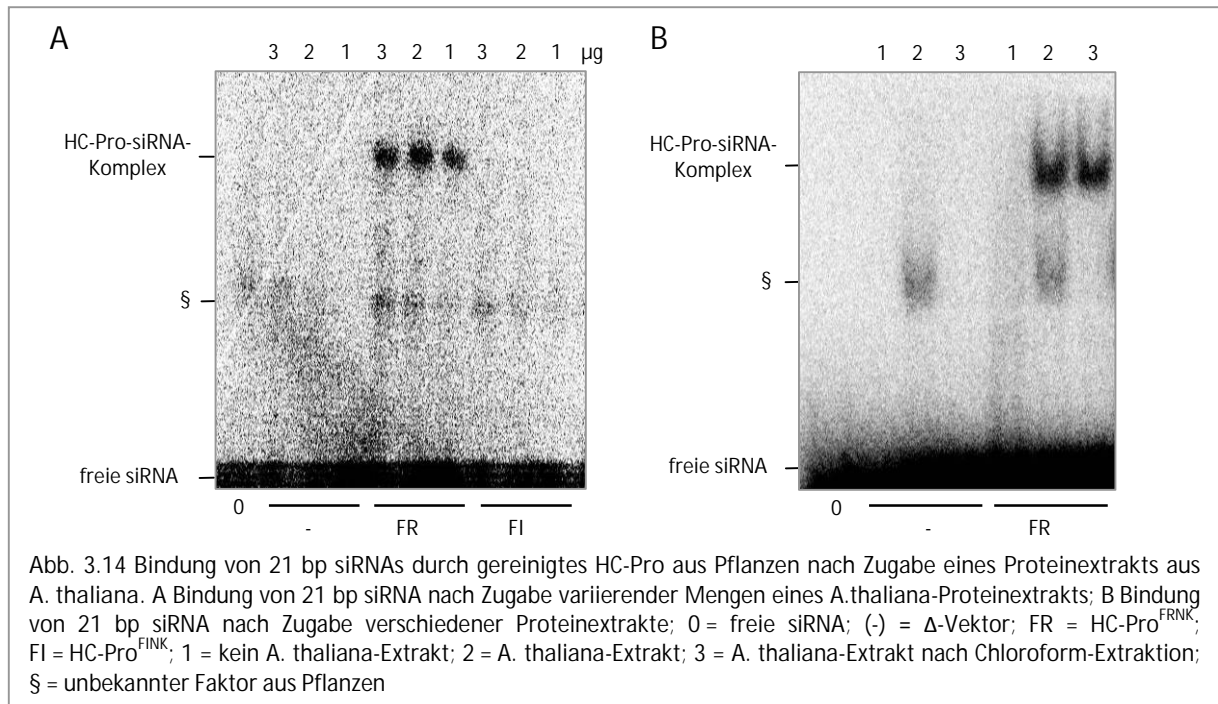 A
B
3 2 1 3 2 1 3 2 1 µg
1 2 3 1 2 3
HC-Pro-siRNA-
Komplex
§
freie siRNA
0 - FR FI
HC-Pro-siRNA-
Komplex
§
freie siRNA
0 - FR
Abb. 3.14 Bindung von 21 bp siRNAs durch gereinigtes HC-Pro aus Pflanzen nach Zugabe eines Proteinextrakts aus
A. thaliana. A Bindung von 21 bp siRNA nach Zugabe variierender Mengen eines A.thaliana-Proteinextrakts; B Bindung
von 21 bp siRNA nach Zugabe verschiedener Proteinextrakte; 0 = freie siRNA; (-) = Δ-Vektor; FR = HC-Pro^FRNK;
FI = HC-Pro^FINK; 1 = kein A. thaliana-Extrakt; 2 = A. thaliana-Extrakt; 3 = A. thaliana-Extrakt nach Chloroform-Extraktion;
§ = unbekannter Faktor aus Pflanzen